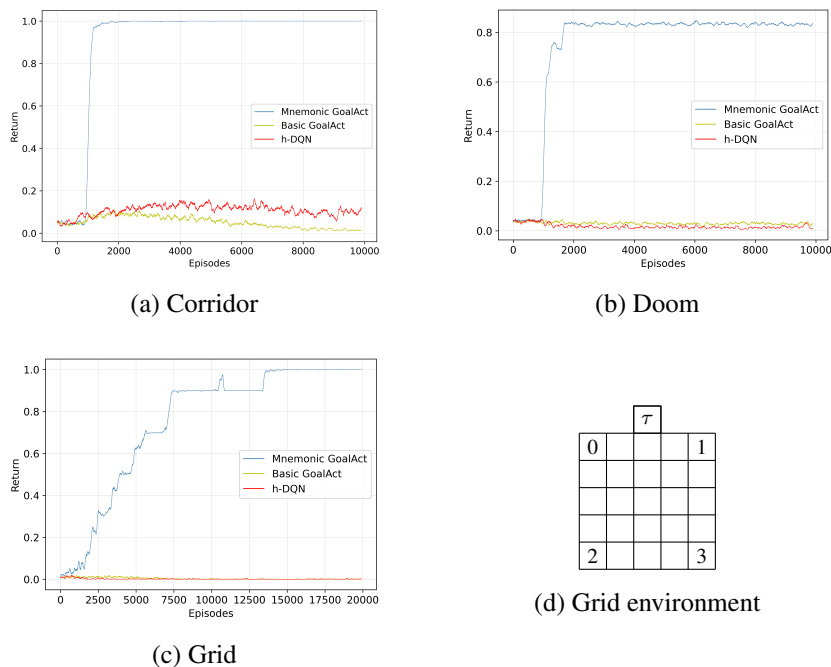 1.0
0.8
0.6
0.4
0.2
0.0
Return
0 2000 4000 6000 8000 10000
Episodes
Mnemonic GoalAct
Basic GoalAct
h-DQN
(a) Corridor
0.8
0.6
0.4
0.2
0.0
Return
0 2000 4000 6000 8000 10000
Episodes
Mnemonic GoalAct
Basic GoalAct
h-DQN
(b) Doom
1.0
0.8
0.6
0.4
0.2
0.0
Return
0 2500 5000 7500 10000 12500 15000 17500 20000
Episodes
Mnemonic GoalAct
Basic GoalAct
h-DQN
(c) Grid
τ
0 1
2 3
(d) Grid environment